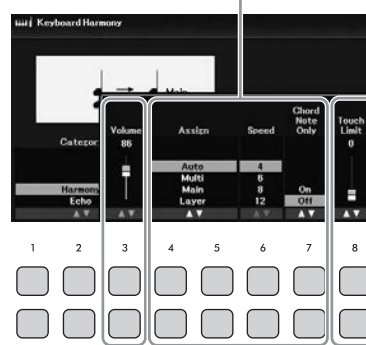 Keyboard Harmony
Main
Category
Volume
86
Assign
Speed
Chord
Note
Only
Touch
Limit
0
Harmony
Echo
Auto
Multi
Main
Layer
4
6
8
12
On
Off
1 2 3 4 5 6 7 8